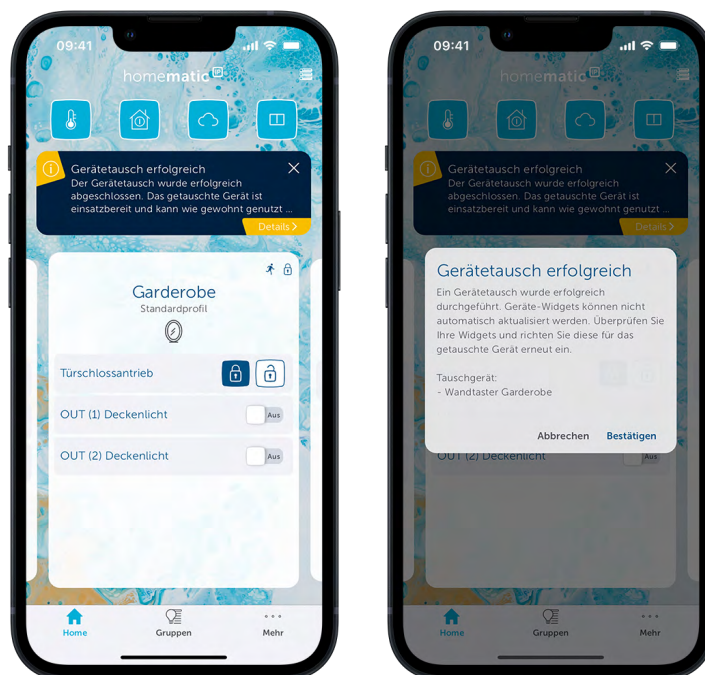 09:41
homematic IP
Gerätetausch erfolgreich
Der Gerätetausch wurde erfolgreich
abgeschlossen. Das getauschte Gerät ist
einsatzbereit und kann wie gewohnt genutzt ...
Details
Garderobe
Standardprofil
Türschlossantrieb
OUT (1) Deckenlicht
Aus
OUT (2) Deckenlicht
Aus
Home
Gruppen
Mehr
09:41
homematic IP
Gerätetausch erfolgreich
Der Gerätetausch wurde erfolgreich
abgeschlossen. Das getauschte Gerät ist
einsatzbereit und kann wie gewohnt genutzt ...
Details
Gerätetausch erfolgreich
Ein Gerätetausch wurde erfolgreich
durchgeführt. Geräte-Widgets können nicht
automatisch aktualisiert werden. Überprüfen Sie
Ihre Widgets und richten Sie diese für das
getauschte Gerät erneut ein.
Tauschgerät:
- Wandtaster Garderobe
Abbrechen
Bestätigen
OUT (2) Deckenlicht
Aus
Home
Gruppen
Mehr